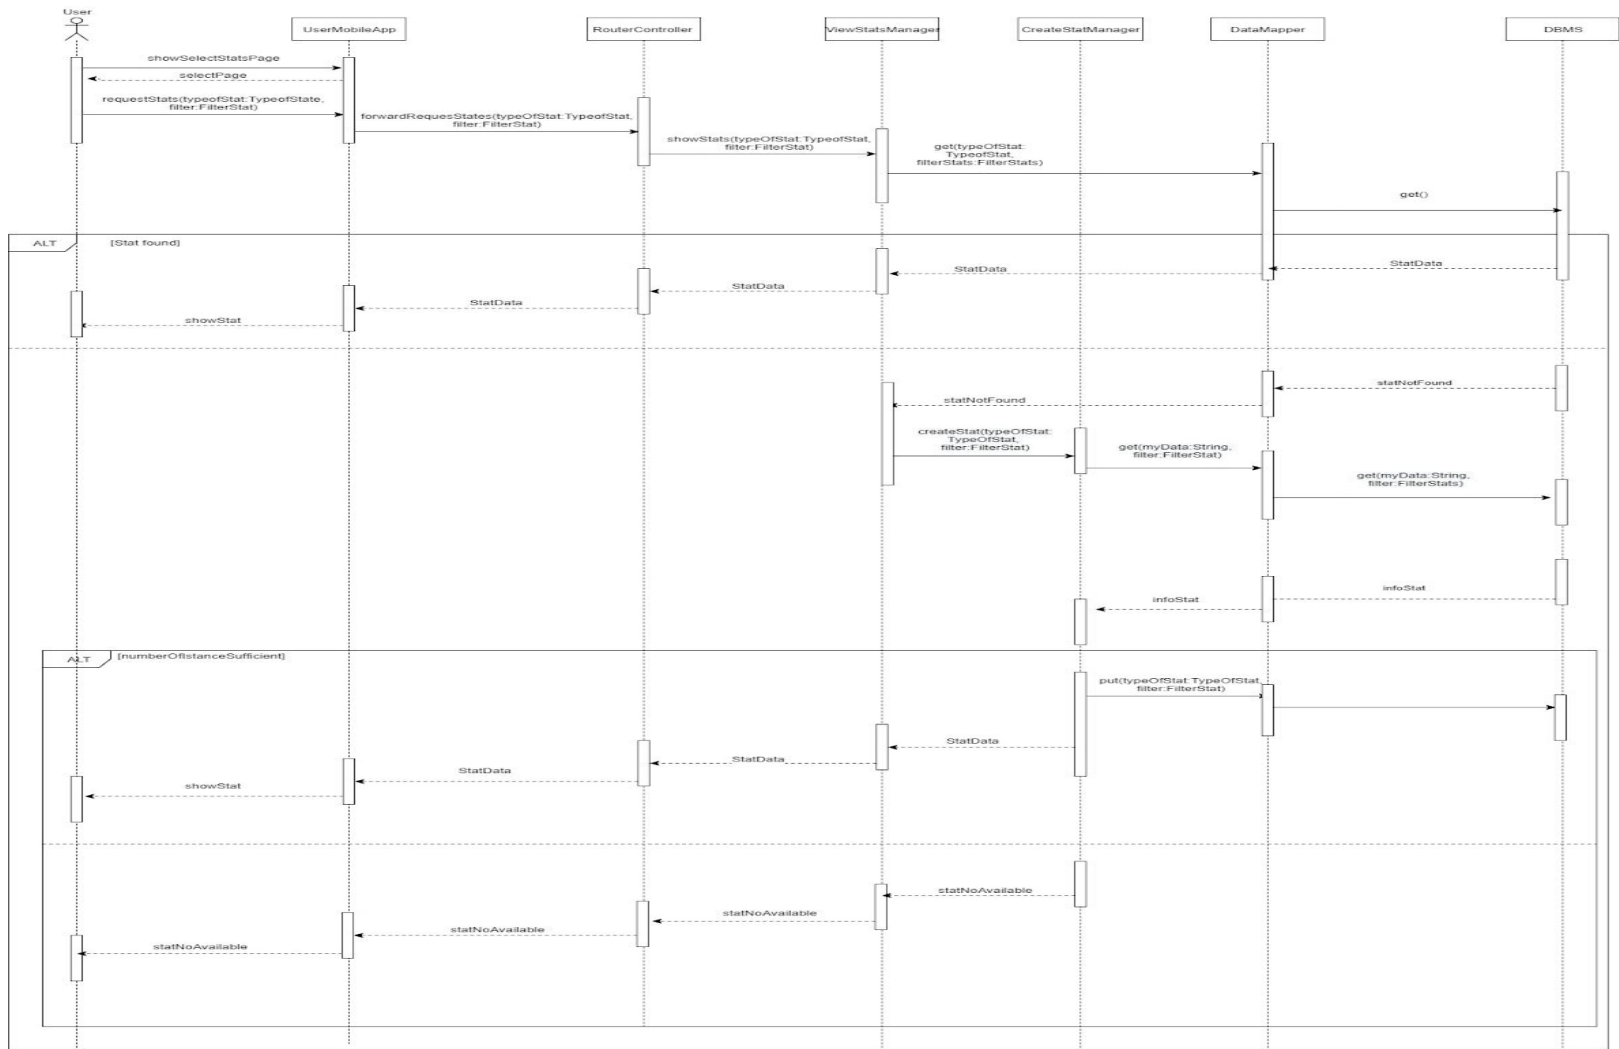 User
UserMobileApp
RouterController
ViewStatsManager
CreateStatManager
DataMapper
DBMS
showSelectStatsPage
selectPage
requestStats(typeofStat:TypeofState,
filter:FilterStat)
forwardRequesStates(typeOfStat:TypeofStat,
filter:FilterStat)
showStats(typeOfStat:TypeofStat,
filter:FilterStat)
get(typeOfStat:
TypeofStat,
filterStats:FilterStats)
get()
ALT
[Stat found]
StatData
StatData
StatData
StatData
showStat
statNotFound
statNotFound
createStat(typeOfStat:
TypeOfStat,
filter:FilterStat)
get(myData:String,
filter:FilterStat)
get(myData:String,
filter:FilterStats)
infoStat
infoStat
ALT
[numberOfIstanceSufficient]
put(typeOfStat:TypeOfStat,
filter:FilterStat)
StatData
StatData
StatData
showStat
statNoAvailable
statNoAvailable
statNoAvailable
statNoAvailable